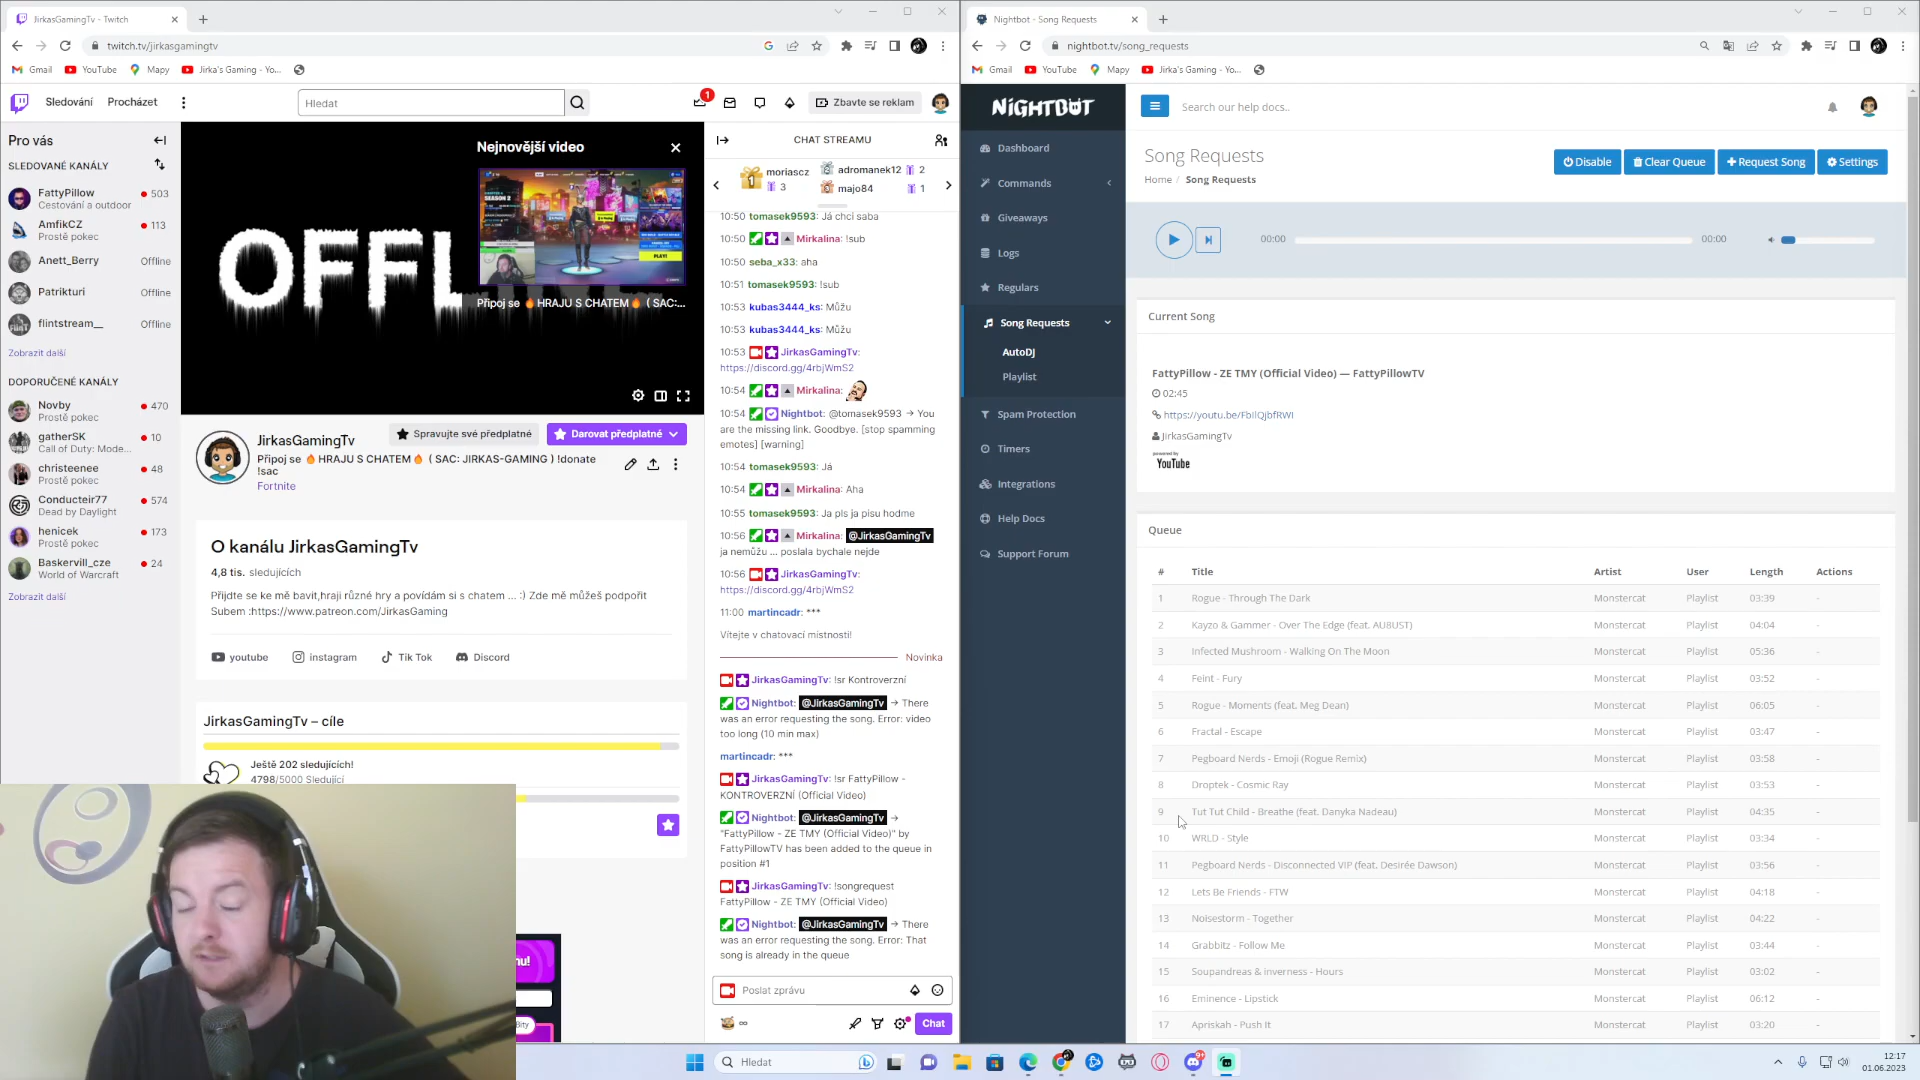 JirkasGamingTv - Twitch
twitch.tv/jirkasgamingtv
Gmail
YouTube
Mapy
Jirka's Gaming - Yo...
Sledování
Procházet
Hledat
1
Zbavte se reklam
Pro vás
SLEDOVANÉ KANÁLY
FattyPillow
503
Cestování a outdoor
AmfikCZ
113
Prostě pokec
Anett_Berry
Offline
Patrikturi
Offline
flintstream__
Offline
Zobrazit další
DOPORUČENÉ KANÁLY
Novby
470
Prostě pokec
gatherSK
10
Call of Duty: Mode...
christeenee
48
Prostě pokec
Conducteir77
574
Dead by Daylight
henicek
173
Prostě pokec
Baskervill_cze
24
World of Warcraft
Zobrazit další
OFFL
Nejnovější video
Připoj se 🔥HRAJU S CHATEM🔥 ( SAC:...
JirkasGamingTv
Spravujte své předplatné
Darovat předplatné
Připoj se 🔥HRAJU S CHATEM🔥 ( SAC: JIRKAS-GAMING ) !donate
!sac
Fortnite
O kanálu JirkasGamingTv
4,8 tis. sledujících
Přijdte se ke mě bavit,hraji různé hry a povídám si s chatem ... :) Zde mě můžeš podpořit
Subem :https://www.patreon.com/JirkasGaming
youtube
instagram
Tik Tok
Discord
JirkasGamingTv – cíle
Ještě 202 sledujících!
4798/5000 Sledující
CHAT STREAMU
moriascz
3
adromanek12
2
majo84
1
10:50 tomasek9593: Já chci saba
10:50 Mirkalina: !sub
10:50 seba_x33: aha
10:51 tomasek9593: !sub
10:53 kubas3444_ks: Můžu
10:53 kubas3444_ks: Můžu
10:53 JirkasGamingTv:
https://discord.gg/4rbjWmS2
10:54 Mirkalina:
10:54 Nightbot: @tomasek9593 → You
are the missing link. Goodbye. [stop spamming
emotes] [warning]
10:54 tomasek9593: Já
10:54 Mirkalina: Aha
10:55 tomasek9593: Ja pls ja pisu hodme
10:56 Mirkalina: @JirkasGamingTv
ja nemůžu ... poslala bychale nejde
10:56 JirkasGamingTv:
https://discord.gg/4rbjWmS2
11:00 martincadr: ***
Vítejte v chatovací místnosti!
Novinka
JirkasGamingTv: !sr Kontroverzní
Nightbot: @JirkasGamingTv → There
was an error requesting the song. Error: video
too long (10 min max)
martincadr: ***
JirkasGamingTv: !sr FattyPillow -
KONTROVERZNÍ (Official Video)
Nightbot: @JirkasGamingTv →
"FattyPillow - ZE TMY (Official Video)" by
FattyPillowTV has been added to the queue in
position #1
JirkasGamingTv: !songrequest
FattyPillow - ZE TMY (Official Video)
Nightbot: @JirkasGamingTv → There
was an error requesting the song. Error: That
song is already in the queue
Poslat zprávu
∞
Chat
Nightbot - Song Requests
nightbot.tv/song_requests
Gmail
YouTube
Mapy
Jirka's Gaming - Yo...
NIGHTBOT
Search our help docs..
Dashboard
Commands
Giveaways
Logs
Regulars
Song Requests
AutoDJ
Playlist
Spam Protection
Timers
Integrations
Help Docs
Support Forum
Song Requests
Home / Song Requests
Disable
Clear Queue
Request Song
Settings
00:00
00:00
Current Song
FattyPillow - ZE TMY (Official Video) — FattyPillowTV
02:45
https://youtu.be/FbIlQjbfRWI
JirkasGamingTv
powered by
YouTube
Queue
# Title Artist User Length Actions
1 Rogue - Through The Dark Monstercat Playlist 03:39 -
2 Kayzo & Gammer - Over The Edge (feat. AU8UST) Monstercat Playlist 04:04 -
3 Infected Mushroom - Walking On The Moon Monstercat Playlist 05:36 -
4 Feint - Fury Monstercat Playlist 03:52 -
5 Rogue - Moments (feat. Meg Dean) Monstercat Playlist 06:05 -
6 Fractal - Escape Monstercat Playlist 03:47 -
7 Pegboard Nerds - Emoji (Rogue Remix) Monstercat Playlist 03:58 -
8 Droptek - Cosmic Ray Monstercat Playlist 03:53 -
9 Tut Tut Child - Breathe (feat. Danyka Nadeau) Monstercat Playlist 04:35 -
10 WRLD - Style Monstercat Playlist 03:34 -
11 Pegboard Nerds - Disconnected VIP (feat. Desirée Dawson) Monstercat Playlist 03:56 -
12 Lets Be Friends - FTW Monstercat Playlist 04:18 -
13 Noisestorm - Together Monstercat Playlist 04:22 -
14 Grabbitz - Follow Me Monstercat Playlist 03:44 -
15 Soupandreas & inverness - Hours Monstercat Playlist 03:02 -
16 Eminence - Lipstick Monstercat Playlist 06:12 -
17 Apriskah - Push It Monstercat Playlist 03:20 -
Hledat
12:17
01.06.2023